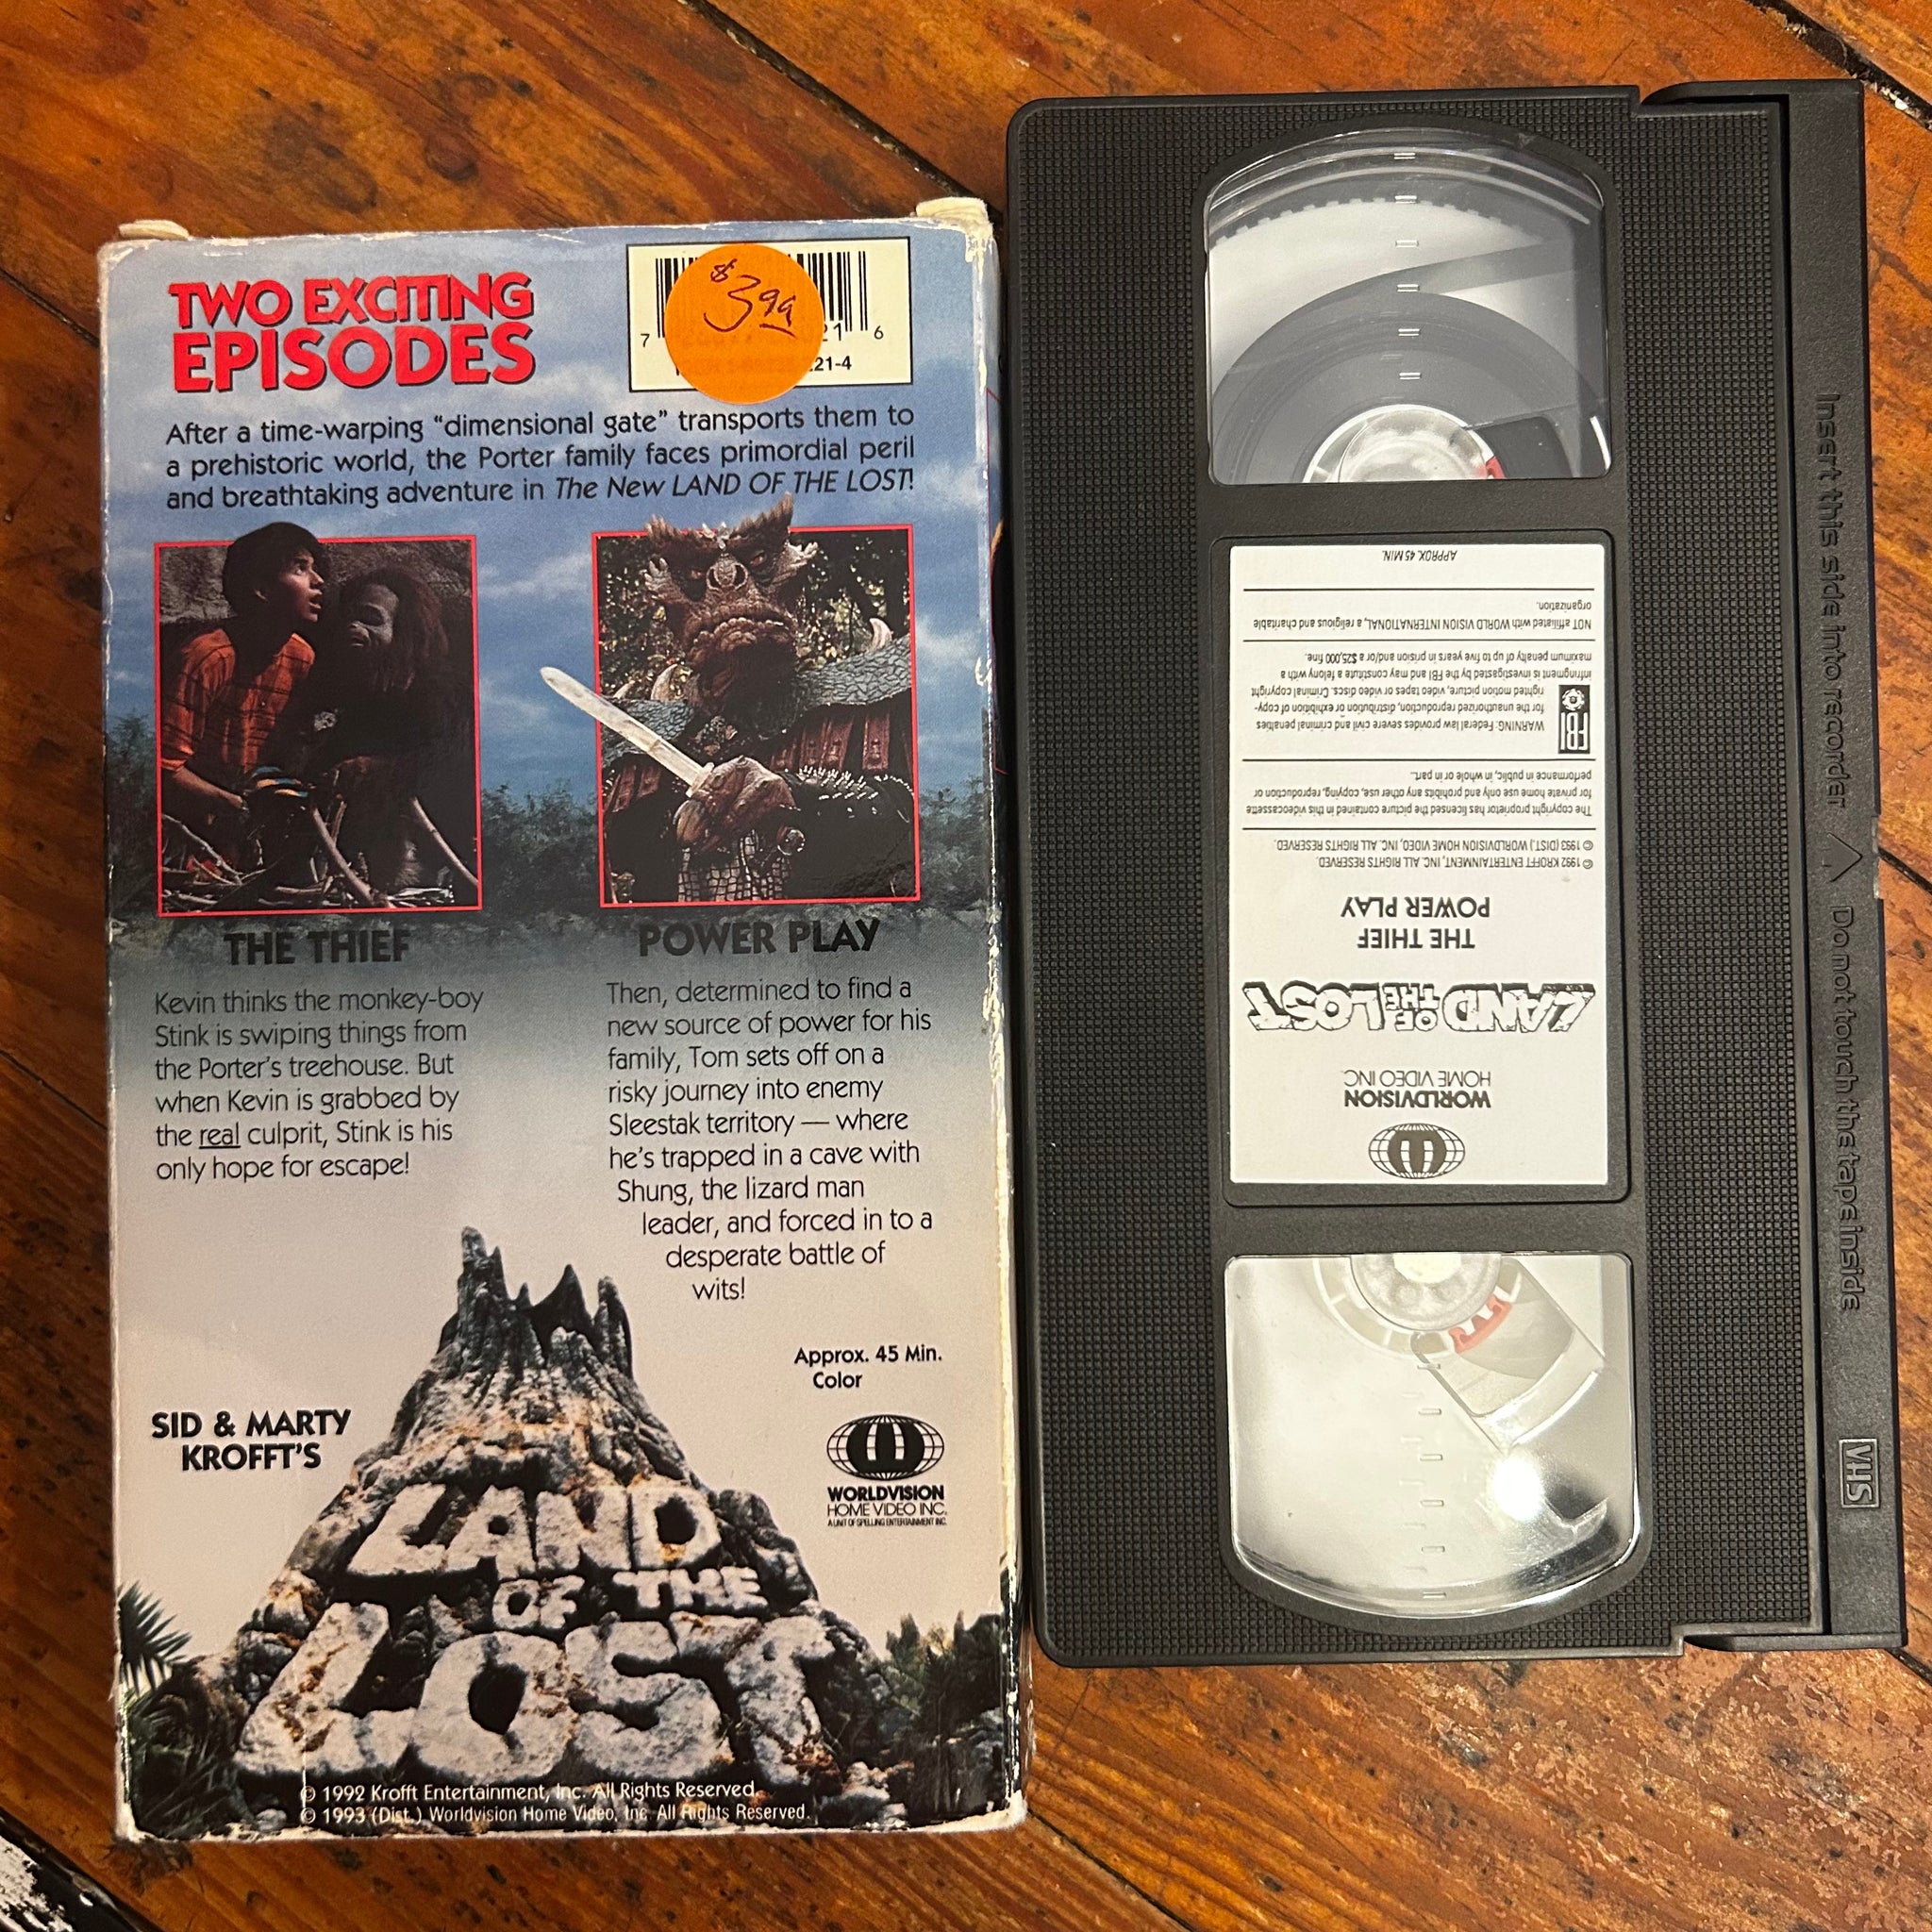 TWO EXCITING
EPISODES
$3.99
7
21
6
21-4
After a time-warping “dimensional gate” transports them to
a prehistoric world, the Porter family faces primordial peril
and breathtaking adventure in The New LAND OF THE LOST!
THE THIEF
Kevin thinks the monkey-boy
Stink is swiping things from
the Porter's treehouse. But
when Kevin is grabbed by
the real culprit, Stink is his
only hope for escape!
POWER PLAY
Then, determined to find a
new source of power for his
family, Tom sets off on a
risky journey into enemy
Sleestak territory — where
he's trapped in a cave with
Shung, the lizard man
leader, and forced in to a
desperate battle of
wits!
Approx. 45 Min.
Color
SID & MARTY
KROFFT'S
LAND
OF THE
LOST
WORLDVISION
HOME VIDEO INC.
A UNIT OF SPELLING ENTERTAINMENT INC.
© 1992 Krofft Entertainment, Inc. All Rights Reserved.
© 1993 (Dist.) Worldvision Home Video, Inc. All Rights Reserved.
WORLDVISION
HOME VIDEO INC.
LAND OF THE LOST
THE THIEF
POWER PLAY
© 1992 KROFFT ENTERTAINMENT, INC. ALL RIGHTS RESERVED.
© 1993 (DIST.) WORLDVISION HOME VIDEO, INC. ALL RIGHTS RESERVED.
The copyright proprietor has licensed the picture contained in this videocassette
for private home use only and prohibits any other use, copying, reproduction or
performance in public, in whole or in part.
FBI
WARNING: Federal law provides severe civil and criminal penalties
for the unauthorized reproduction, distribution or exhibition of copy-
righted motion picture, video tapes or video discs. Criminal copyright
infringment is investigated by the FBI and may constitute a felony with a
maximum penalty of up to five years in prision and/or a $25,000 fine.
NOT affiliated with WORLD VISION INTERNATIONAL, a religious and charitable
organization.
APPROX. 45 MIN.
Insert this side into recorder
Do not touch the tape inside
VHS